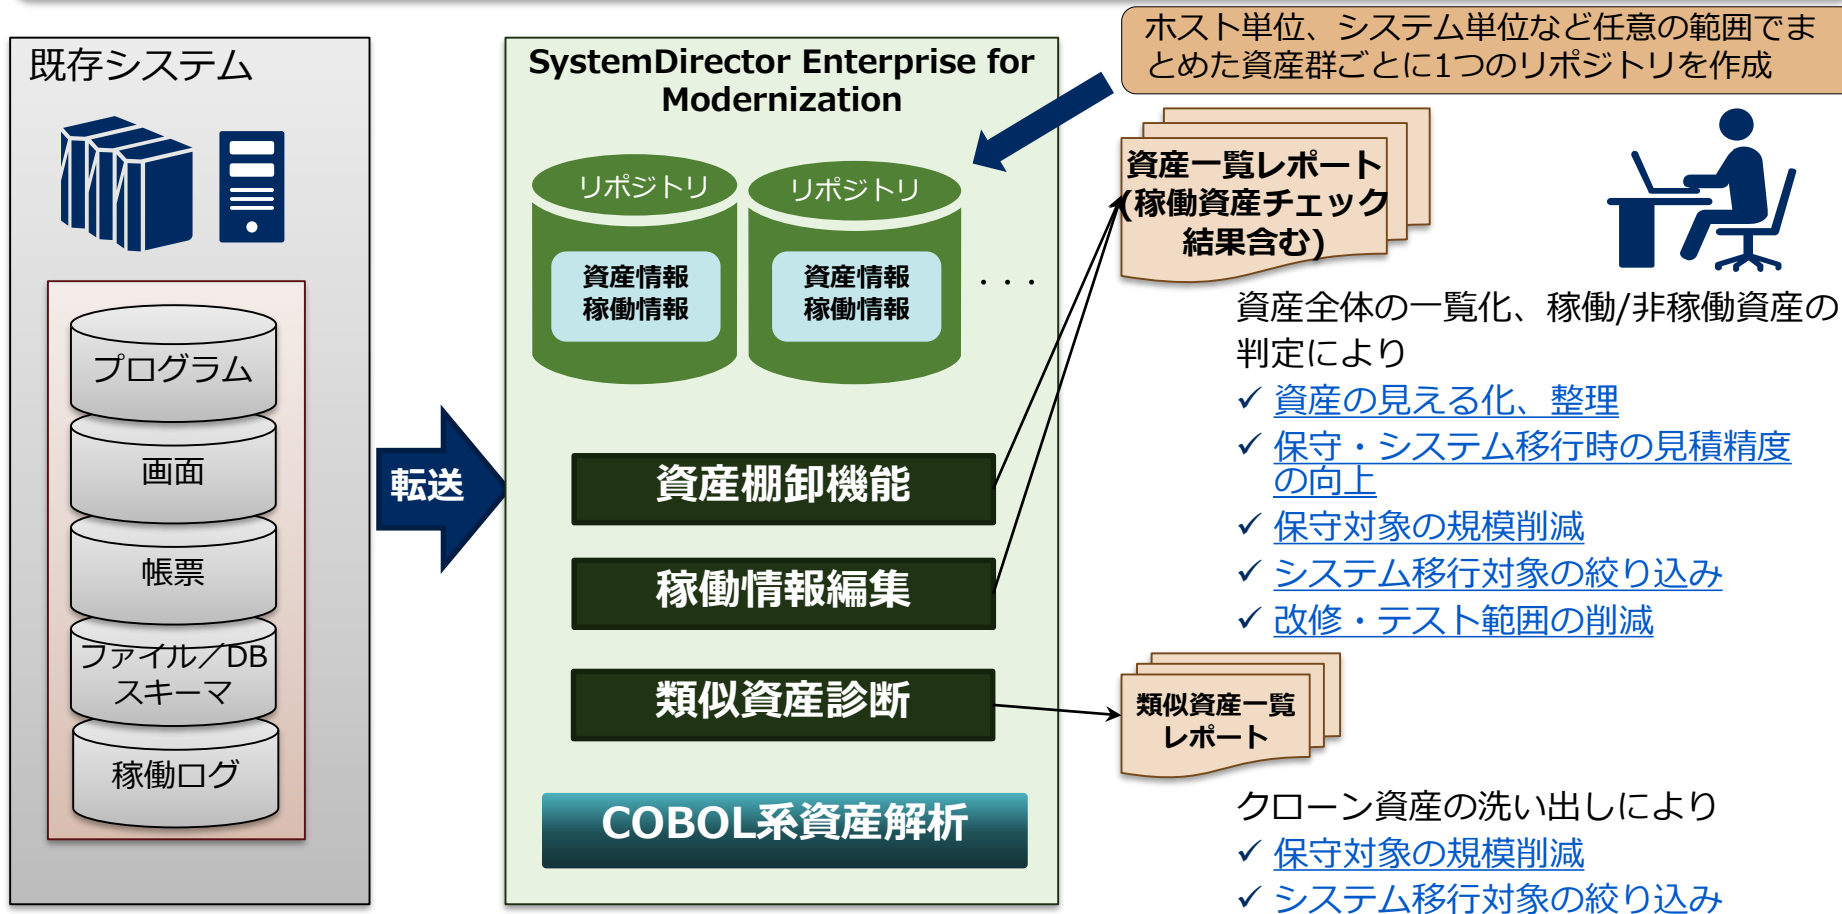 既存システム
プログラム
画面
帳票
ファイル／DB
スキーマ
稼働ログ
転送
SystemDirector Enterprise for
Modernization
リポジトリ
資産情報
稼働情報
リポジトリ
資産情報
稼働情報
・・・
資産棚卸機能
稼働情報編集
類似資産診断
COBOL系資産解析
ホスト単位、システム単位など任意の範囲でま
とめた資産群ごとに1つのリポジトリを作成
資産一覧レポート
(稼働資産チェック
結果含む)
資産全体の一覧化、稼働/非稼働資産の
判定により
✓ 資産の見える化、整理
✓ 保守・システム移行時の見積精度
の向上
✓ 保守対象の規模削減
✓ システム移行対象の絞り込み
✓ 改修・テスト範囲の削減
類似資産一覧
レポート
クローン資産の洗い出しにより
✓ 保守対象の規模削減
✓ システム移行対象の絞り込み